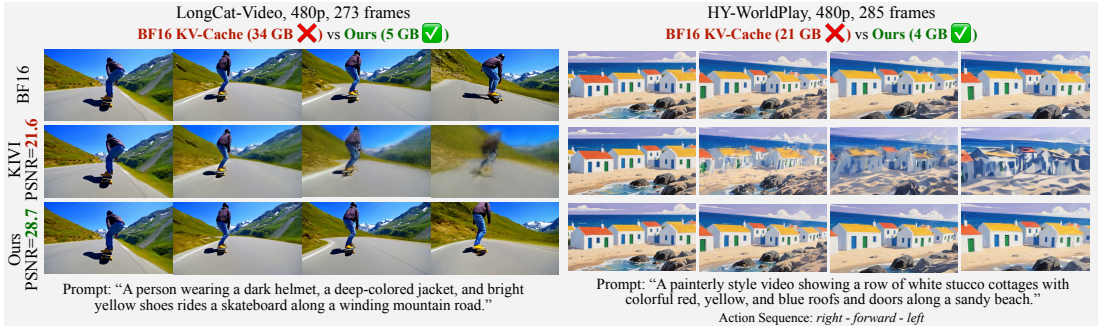 LongCat-Video, 480p, 273 frames
BF16 KV-Cache (34 GB ❌) vs Ours (5 GB ✅)
HY-WorldPlay, 480p, 285 frames
BF16 KV-Cache (21 GB ❌) vs Ours (4 GB ✅)
BF16
KIVI
PSNR=21.6
Ours
PSNR=28.7
Prompt: “A person wearing a dark helmet, a deep-colored jacket, and bright
yellow shoes rides a skateboard along a winding mountain road.”
Prompt: “A painterly style video showing a row of white stucco cottages with
colorful red, yellow, and blue roofs and doors along a sandy beach.”
Action Sequence: right - forward - left